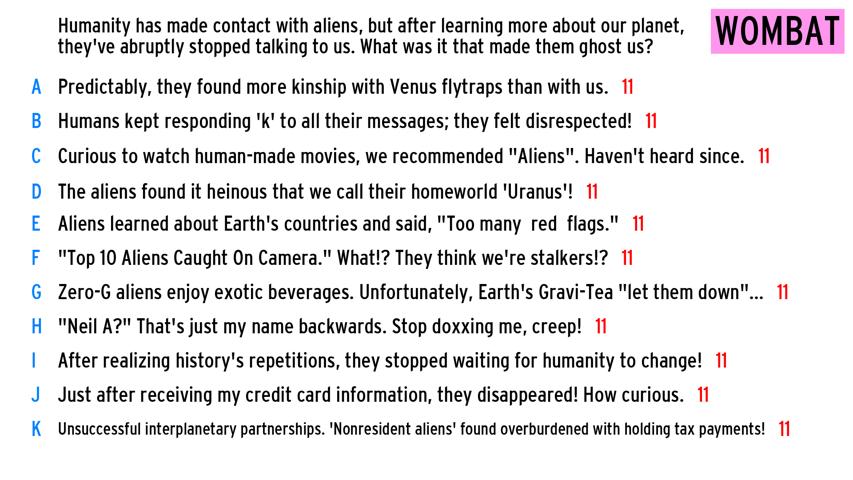 Humanity has made contact with aliens, but after learning more about our planet,
they've abruptly stopped talking to us. What was it that made them ghost us?
WOMBAT
A Predictably, they found more kinship with Venus flytraps than with us. 11
B Humans kept responding 'k' to all their messages; they felt disrespected! 11
C Curious to watch human-made movies, we recommended "Aliens". Haven't heard since. 11
D The aliens found it heinous that we call their homeworld 'Uranus'! 11
E Aliens learned about Earth's countries and said, "Too many red flags." 11
F "Top 10 Aliens Caught On Camera." What!? They think we're stalkers!? 11
G Zero-G aliens enjoy exotic beverages. Unfortunately, Earth's Gravi-Tea "let them down"... 11
H "Neil A?" That's just my name backwards. Stop doxxing me, creep! 11
I After realizing history's repetitions, they stopped waiting for humanity to change! 11
J Just after receiving my credit card information, they disappeared! How curious. 11
K Unsuccessful interplanetary partnerships. 'Nonresident aliens' found overburdened with holding tax payments! 11